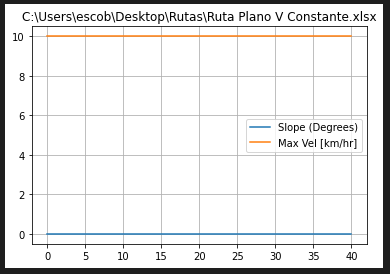 C:\Users\escob\Desktop\Rutas\Ruta Plano V Constante.xlsx
10
8
6
4
2
0
Slope (Degrees)
Max Vel [km/hr]
0 5 10 15 20 25 30 35 40